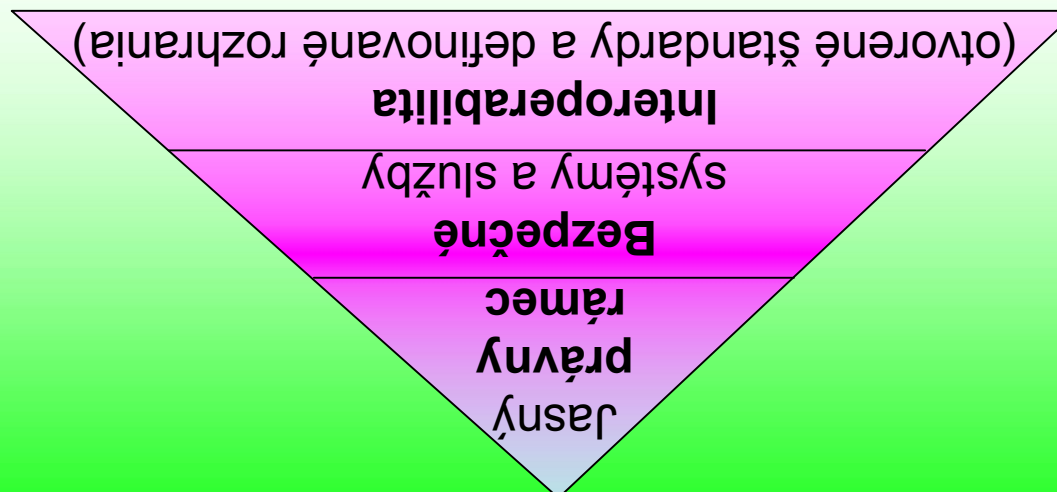 Jasný
právny
rámec
Bezpečné
systémy a služby
Interoperabilita
(otvorené štandardy a definované rozhrania)